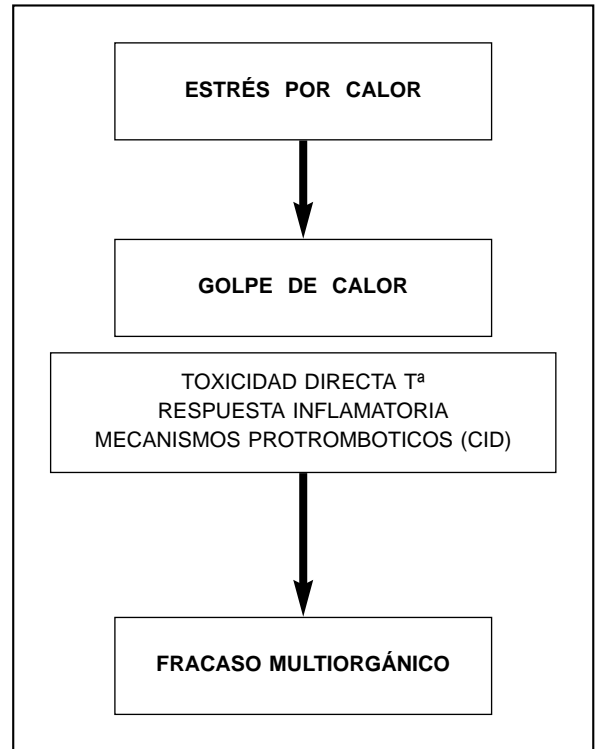 ESTRÉS POR CALOR
GOLPE DE CALOR
TOXICIDAD DIRECTA Tª
RESPUESTA INFLAMATORIA
MECANISMOS PROTROMBOTICOS (CID)
FRACASO MULTIORGÁNICO